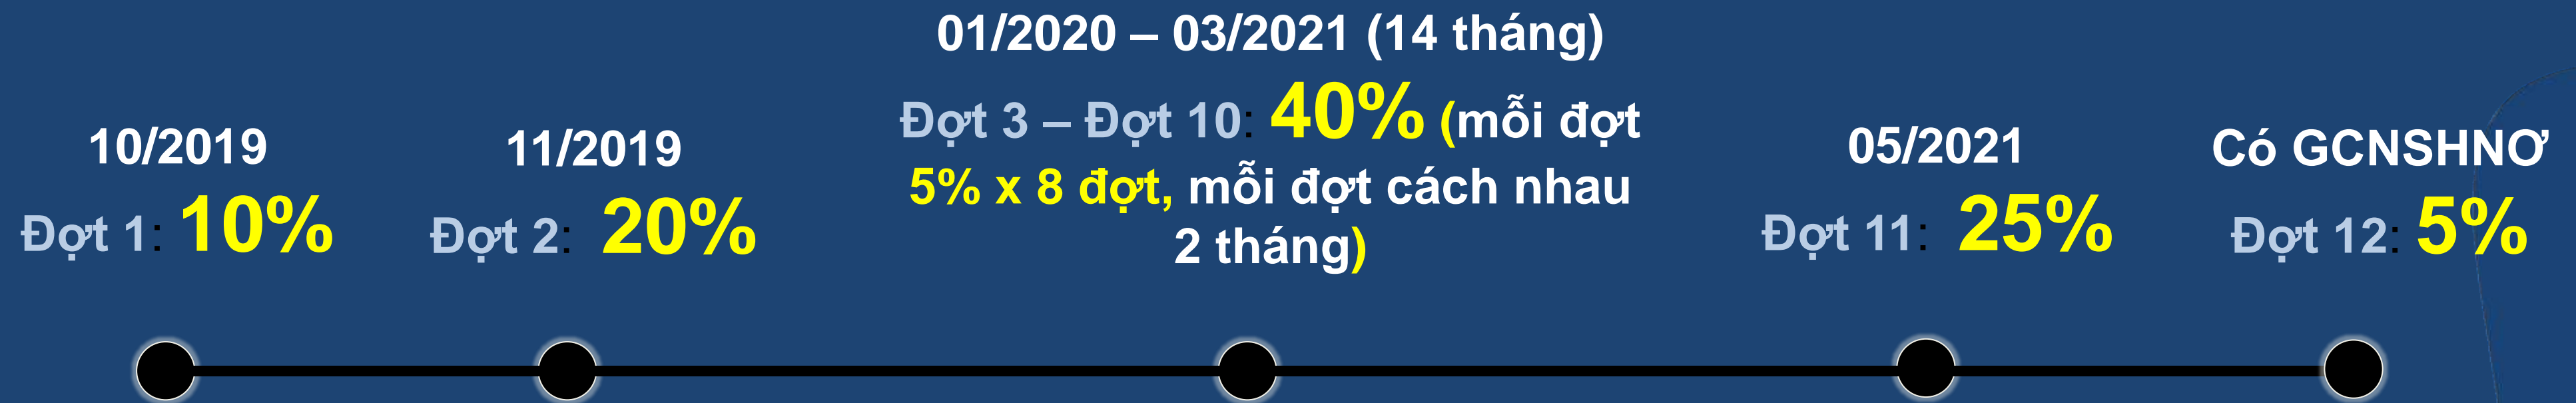 10/2019
Đợt 1: 10%
11/2019
Đợt 2: 20%
01/2020 – 03/2021 (14 tháng)
Đợt 3 – Đợt 10: 40% (mỗi đợt
5% x 8 đợt, mỗi đợt cách nhau
2 tháng)
05/2021
Đợt 11: 25%
Có GCNSHNƠ
Đợt 12: 5%